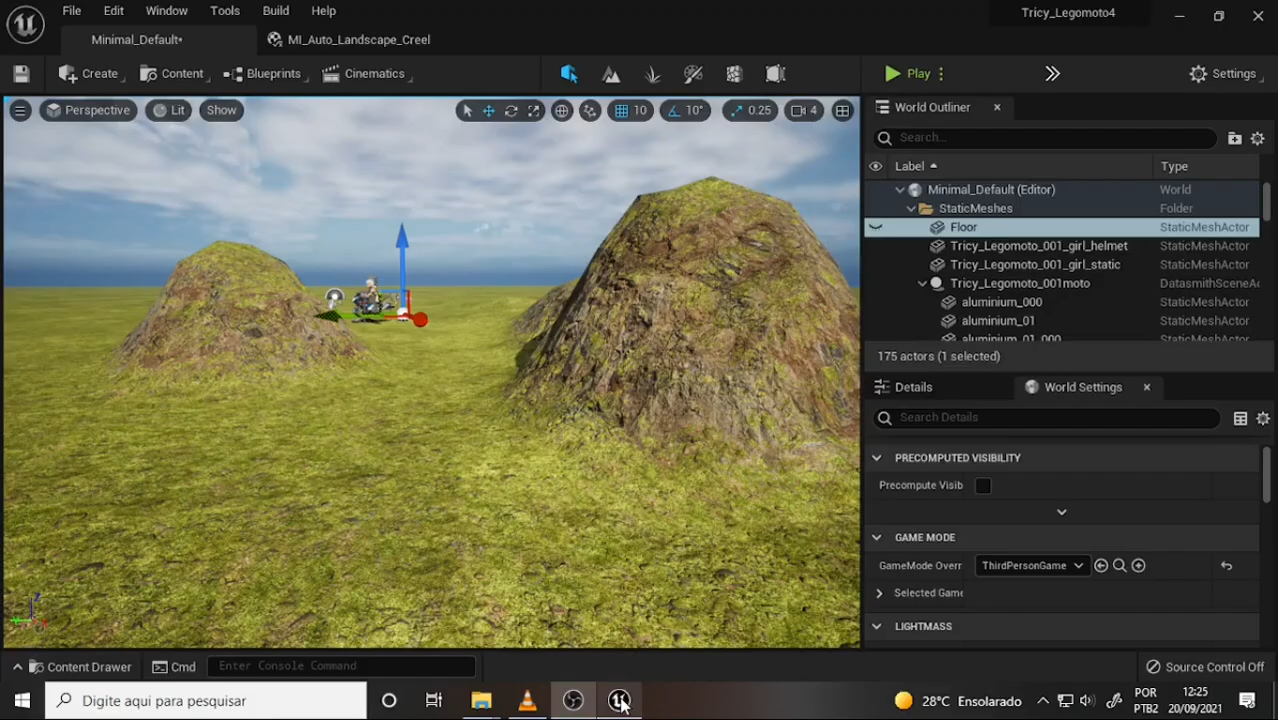 File Edit Window Tools Build Help
Tricy_Legomoto4
Minimal_Default•
MI_Auto_Landscape_Creel
Create
Content
Blueprints
Cinematics
Play
Settings
Perspective
Lit
Show
10
10°
0.25
4
World Outliner
Search...
Label
Type
Minimal_Default (Editor) World
StaticMeshes Folder
Floor StaticMeshActor
Tricy_Legomoto_001_girl_helmet StaticMeshActor
Tricy_Legomoto_001_girl_static StaticMeshActor
Tricy_Legomoto_001moto DatasmithSceneAc
aluminium_000 StaticMeshActor
aluminium_01 StaticMeshActor
aluminium_01_000 StaticMeshActor
175 actors (1 selected)
Details
World Settings
Search Details
PRECOMPUTED VISIBILITY
Precompute Visib
GAME MODE
GameMode Overr ThirdPersonGame
Selected Game
LIGHTMASS
Content Drawer
Cmd
Enter Console Command
Source Control Off
Digite aqui para pesquisar
28°C Ensolarado
POR
PTB2
12:25
20/09/2021